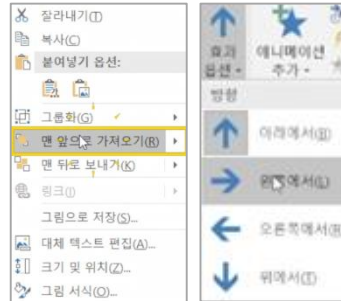 잘라내기(T)
복사(C)
붙여넣기 옵션:
그룹화(G)
맨 앞으로 가져오기(R)
맨 뒤로 보내기(K)
링크(I)
그림으로 저장(S)...
대체 텍스트 편집(A)...
크기 및 위치(Z)...
그림 서식(O)...
효과 옵션
애니메이션 추가
방향
아래에서(B)
왼쪽에서(L)
오른쪽에서(R)
위에서(T)